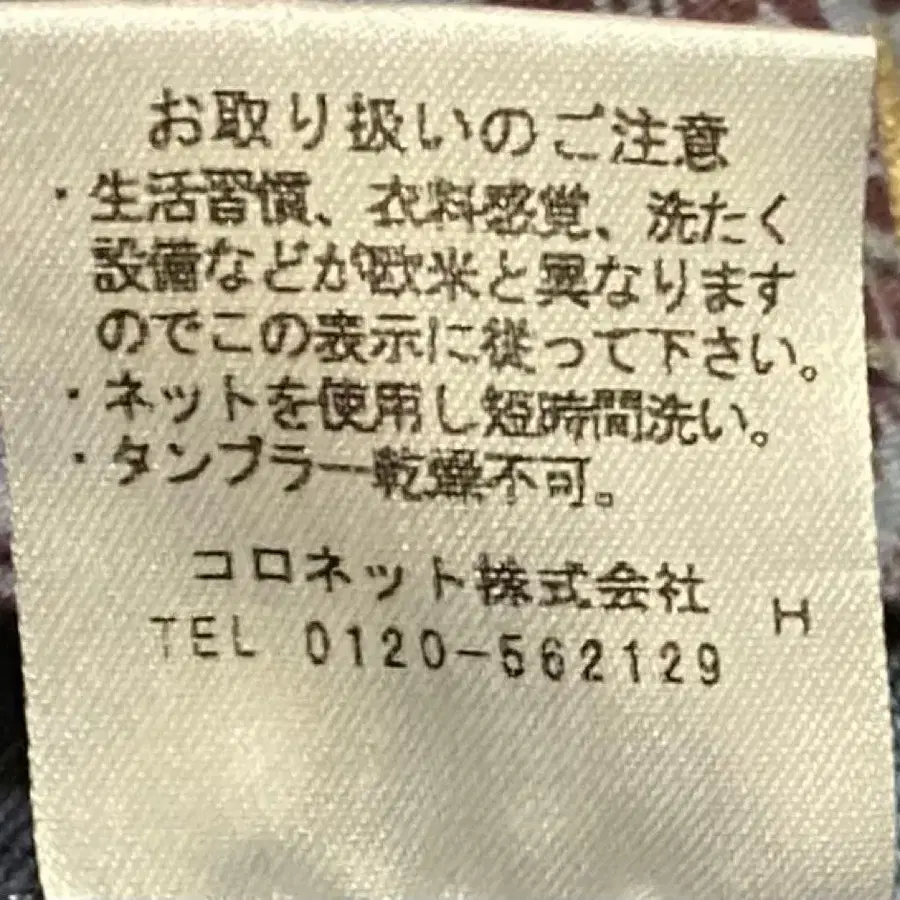 お取り扱いのご注意
・生活習慣、衣料感覚、洗たく
設備などが欧米と異なります
のでこの表示に従って下さい。
・ネットを使用し短時間洗い。
・タンブラー乾燥不可。
コロネット株式会社
H
TEL 0120-562129